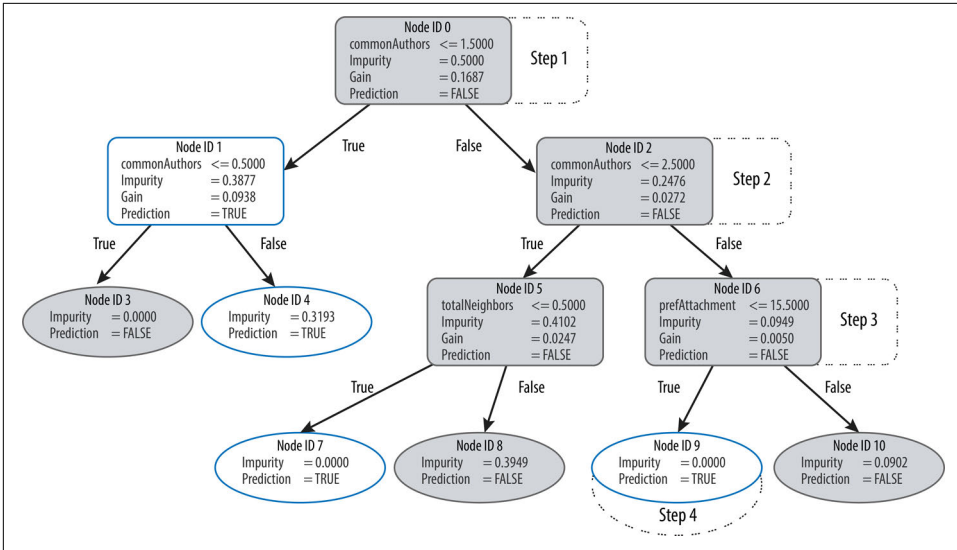 Node ID 0
commonAuthors <= 1.5000
Impurity = 0.5000
Gain = 0.1687
Prediction = FALSE
Step 1
True
False
Node ID 1
commonAuthors <= 0.5000
Impurity = 0.3877
Gain = 0.0938
Prediction = TRUE
Node ID 2
commonAuthors <= 2.5000
Impurity = 0.2476
Gain = 0.0272
Prediction = FALSE
Step 2
True
False
True
False
Node ID 3
Impurity = 0.0000
Prediction = FALSE
Node ID 4
Impurity = 0.3193
Prediction = TRUE
Node ID 5
totalNeighbors <= 0.5000
Impurity = 0.4102
Gain = 0.0247
Prediction = FALSE
Node ID 6
prefAttachment <= 15.5000
Impurity = 0.0949
Gain = 0.0050
Prediction = FALSE
Step 3
True
False
True
False
Node ID 7
Impurity = 0.0000
Prediction = TRUE
Node ID 8
Impurity = 0.3949
Prediction = FALSE
Node ID 9
Impurity = 0.0000
Prediction = TRUE
Node ID 10
Impurity = 0.0902
Prediction = FALSE
Step 4